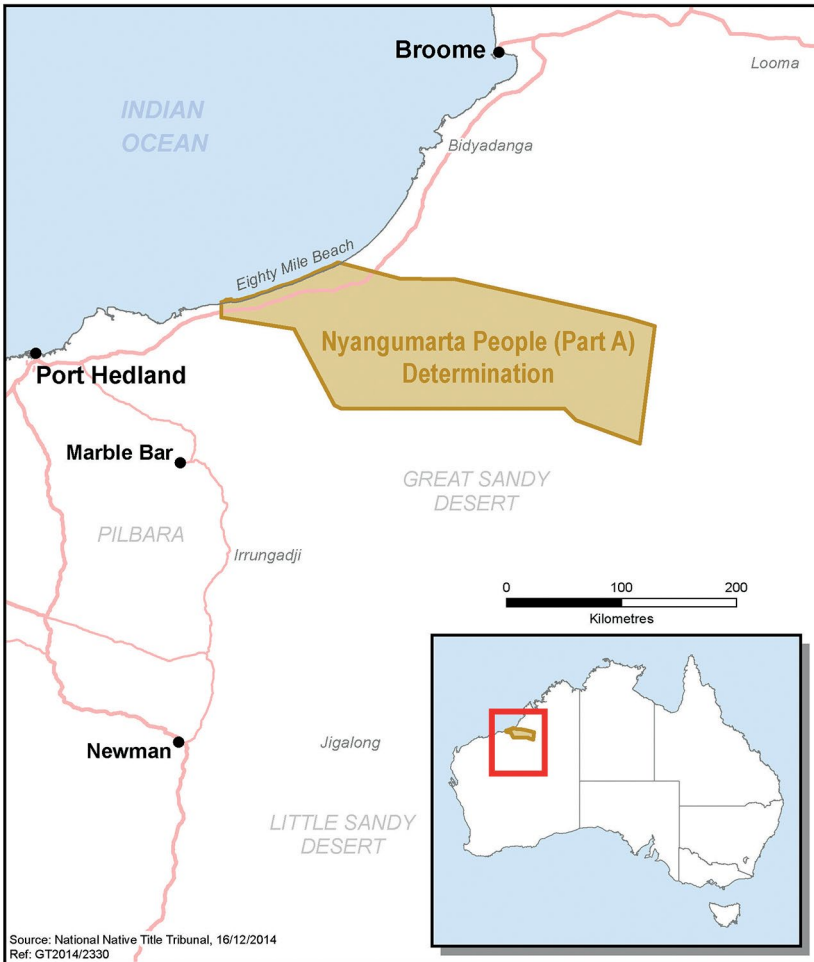 Broome
Looma
INDIAN
OCEAN
Bidyadanga
Eighty Mile Beach
Nyangumarta People (Part A)
Determination
Port Hedland
Marble Bar
GREAT SANDY
DESERT
PILBARA
Irrungadji
0 100 200
Kilometres
Newman
Jigalong
LITTLE SANDY
DESERT
Source: National Native Title Tribunal, 16/12/2014
Ref: GT2014/2330